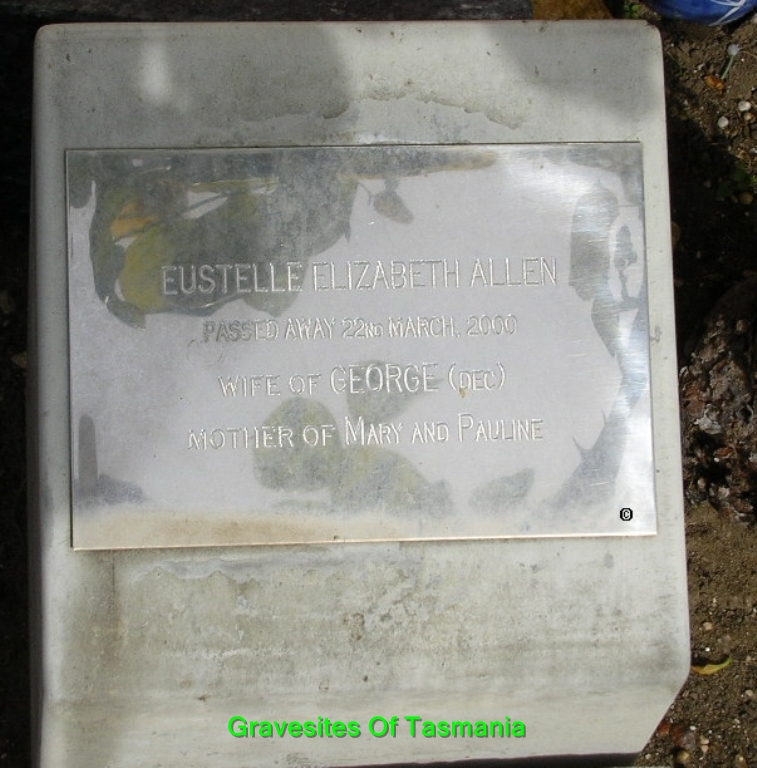 EUSTELLE ELIZABETH ALLEN
PASSED AWAY 22ND MARCH, 2000
WIFE OF GEORGE (DEC)
MOTHER OF MARY AND PAULINE
©
Gravesites Of Tasmania